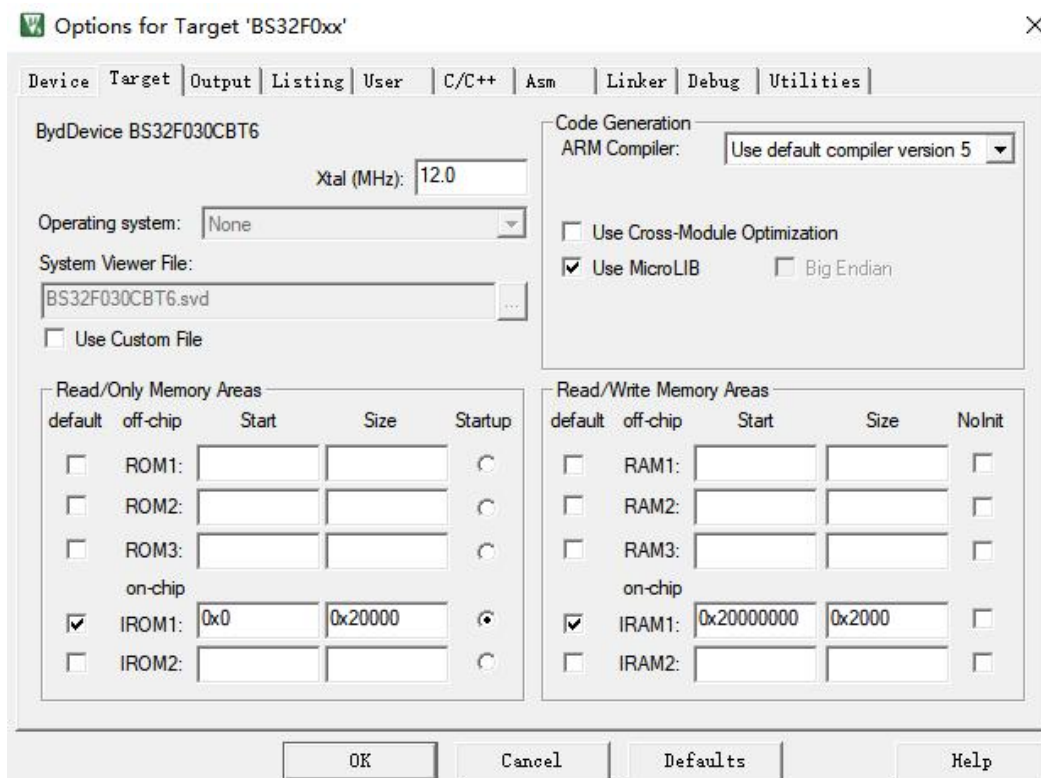 Options for Target 'BS32F0xx'
Device Target Output Listing User C/C++ Asm Linker Debug Utilities
BydDevice BS32F030CBT6
Xtal (MHz): 12.0
Operating system: None
System Viewer File:
BS32F030CBT6.svd ...
Use Custom File
Code Generation
ARM Compiler: Use default compiler version 5
Use Cross-Module Optimization
Use MicroLIB Big Endian
Read/Only Memory Areas
default off-chip Start Size Startup
ROM1:
ROM2:
ROM3:
on-chip
IROM1: 0x0 0x20000
IROM2:
Read/Write Memory Areas
default off-chip Start Size NoInit
RAM1:
RAM2:
RAM3:
on-chip
IRAM1: 0x20000000 0x2000
IRAM2:
OK Cancel Defaults Help